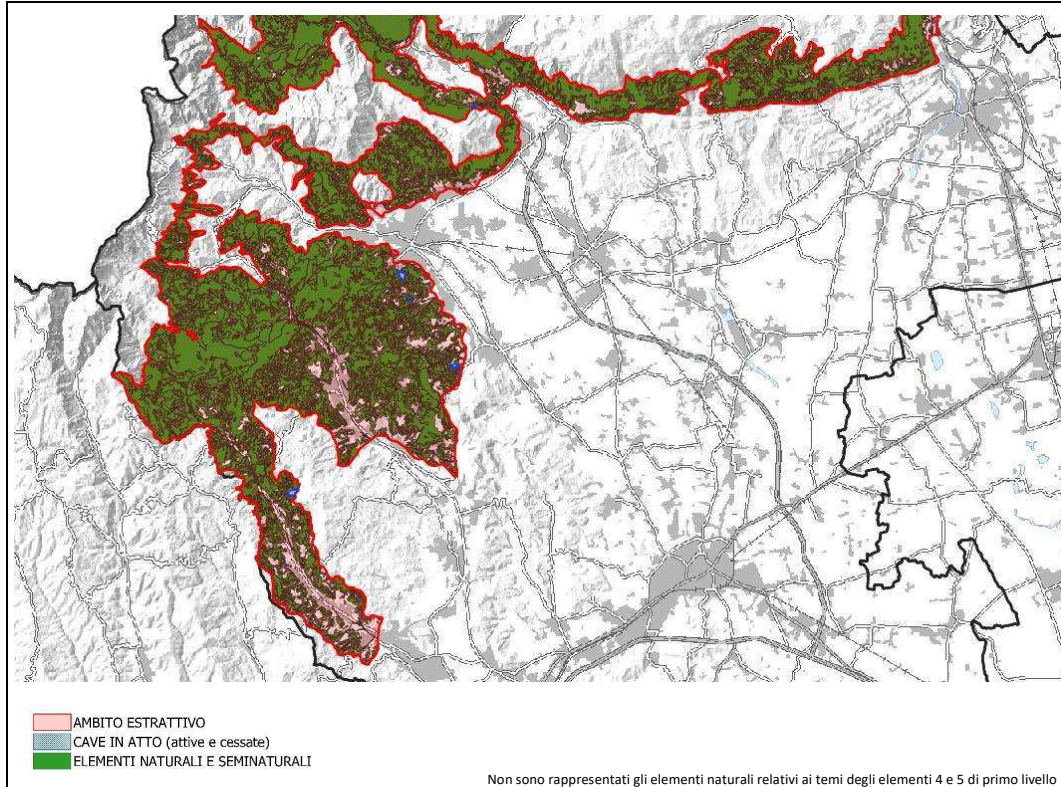 AMBITO ESTRATTIVO
CAVE IN ATTO (attive e cessate)
ELEMENTI NATURALI E SEMINATURALI
Non sono rappresentati gli elementi naturali relativi ai temi degli elementi 4 e 5 di primo livello